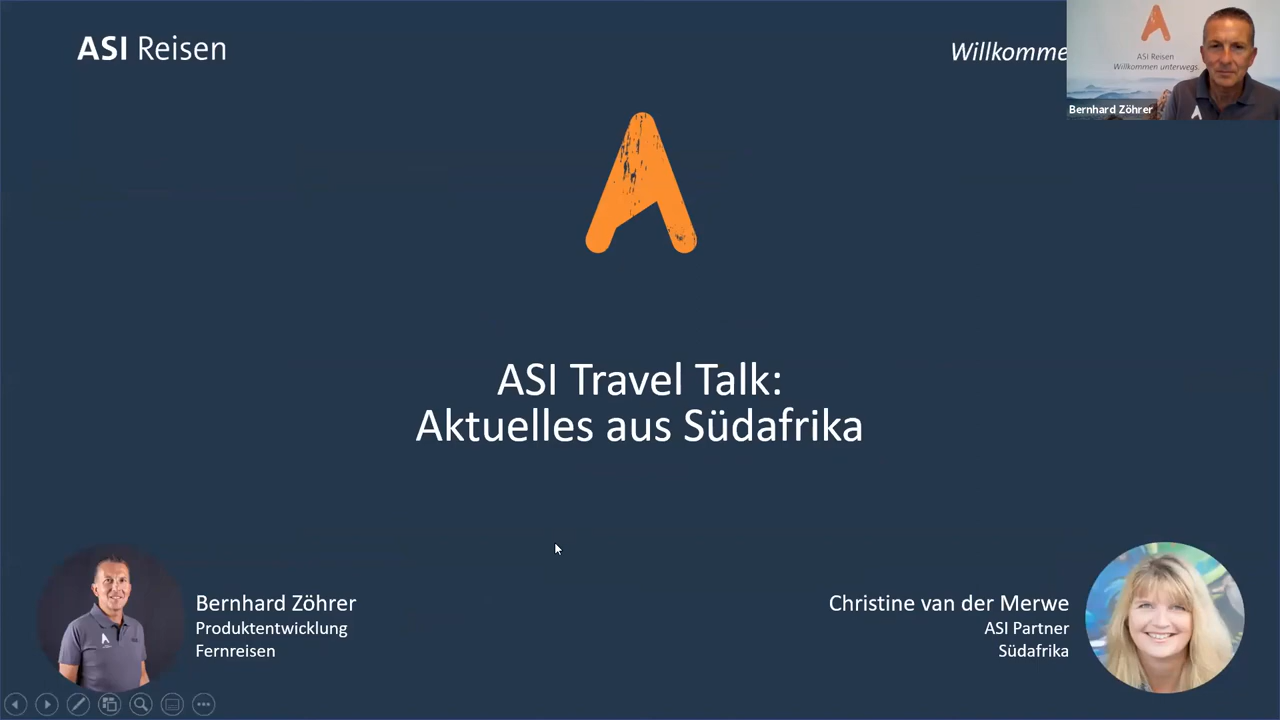 ASI Reisen
Willkomme
ASI Reisen
Willkommen unterwegs.
Bernhard Zöhrer
ASI Travel Talk:
Aktuelles aus Südafrika
Bernhard Zöhrer
Produktentwicklung
Fernreisen
Christine van der Merwe
ASI Partner
Südafrika